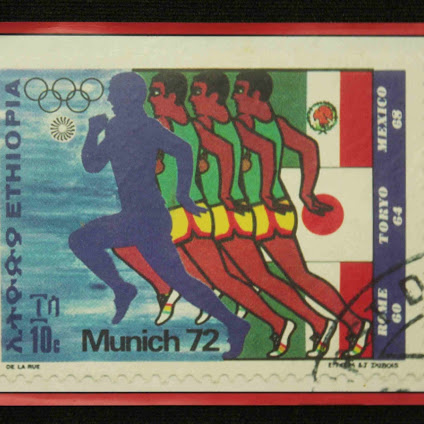 ኢትዮጵያ ETHIOPIA
10c
Munich 72
MEXICO
68
TOKYO
64
ROME
60
DE LA RUE